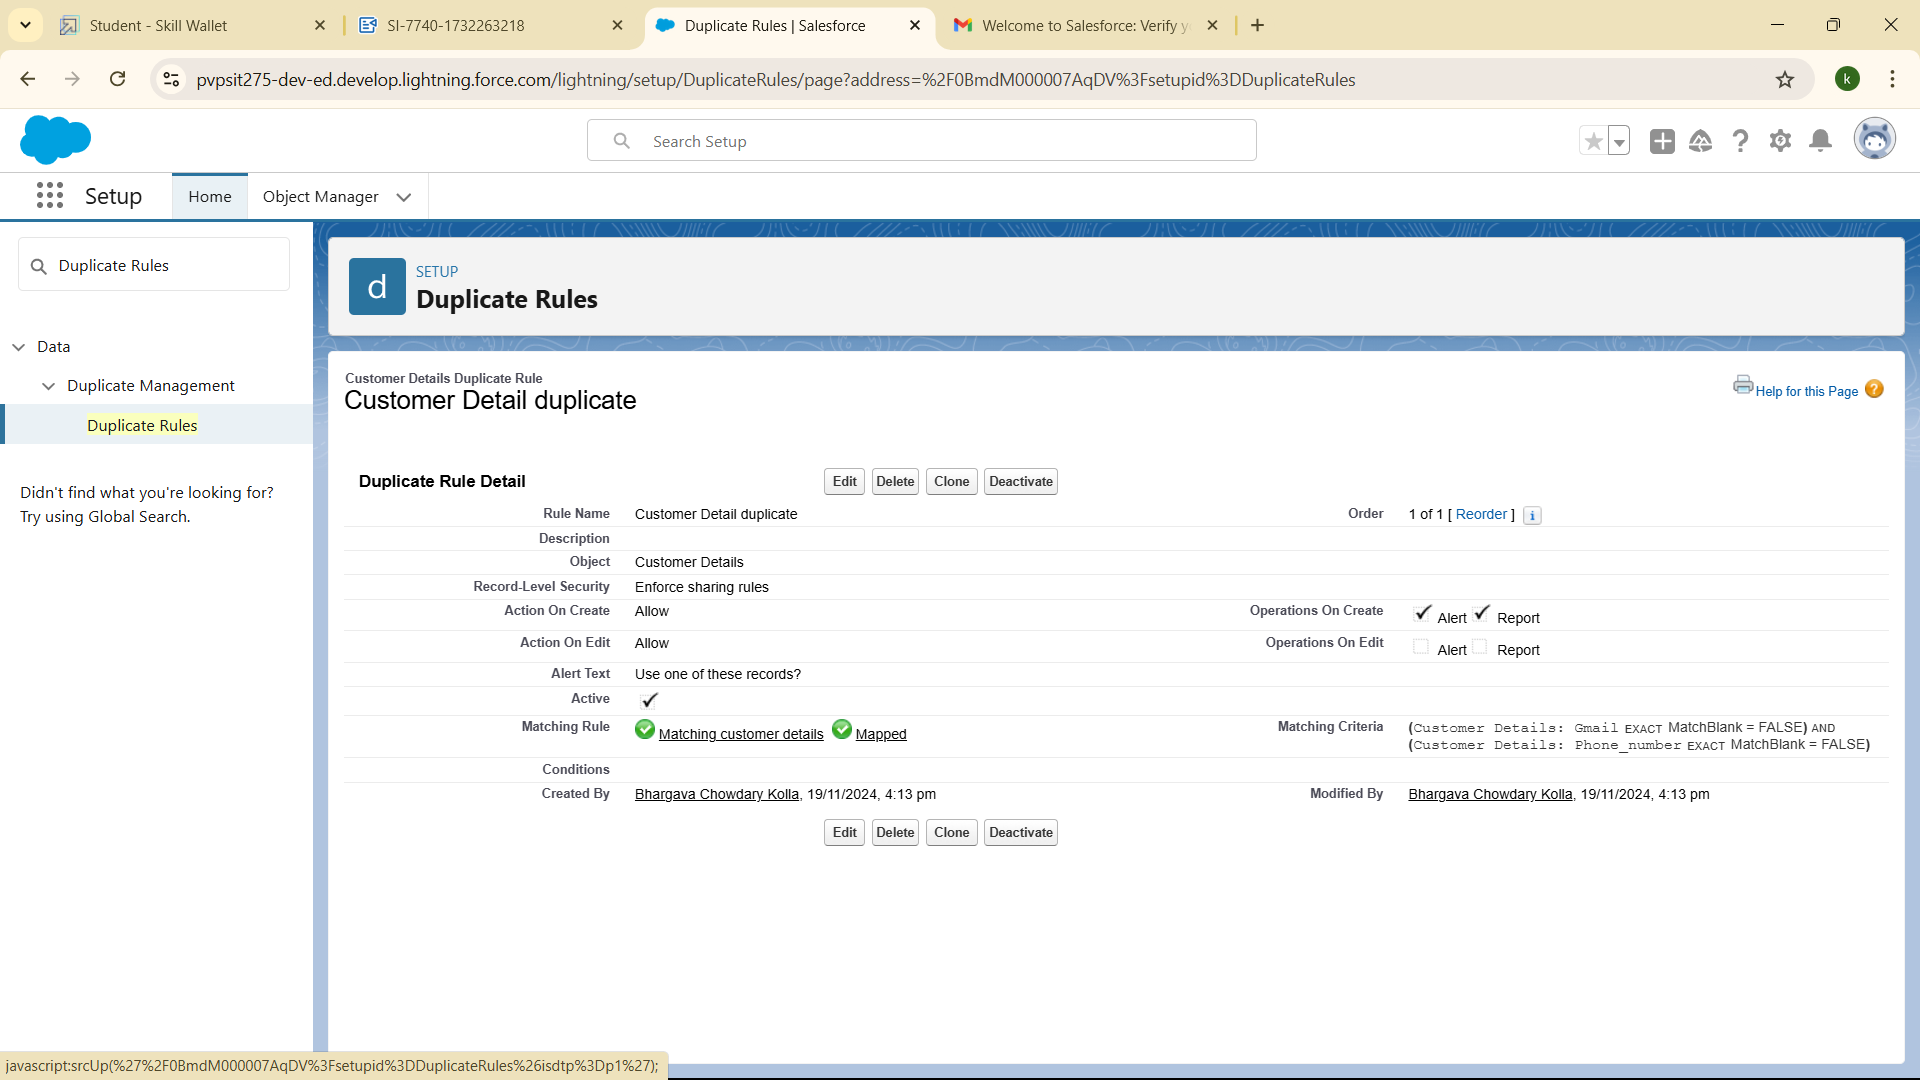 Student - Skill Wallet
SI-7740-1732263218
Duplicate Rules | Salesforce
Welcome to Salesforce: Verify y
pvpsit275-dev-ed.develop.lightning.force.com/lightning/setup/DuplicateRules/page?address=%2F0BmdM000007AqDV%3Fsetupid%3DDuplicateRules
k
Search Setup
Setup
Home
Object Manager
Duplicate Rules
Data
Duplicate Management
Duplicate Rules
Didn't find what you're looking for?
Try using Global Search.
d
SETUP
Duplicate Rules
Customer Details Duplicate Rule
Customer Detail duplicate
Help for this Page ?
Duplicate Rule Detail
Edit Delete Clone Deactivate
Rule Name Customer Detail duplicate Order 1 of 1 [ Reorder ] i
Description
Object Customer Details
Record-Level Security Enforce sharing rules
Action On Create Allow Operations On Create Alert Report
Action On Edit Allow Operations On Edit Alert Report
Alert Text Use one of these records?
Active
Matching Rule Matching customer details Mapped Matching Criteria (Customer Details: Gmail EXACT MatchBlank = FALSE) AND
(Customer Details: Phone_number EXACT MatchBlank = FALSE)
Conditions
Created By Bhargava Chowdary Kolla, 19/11/2024, 4:13 pm Modified By Bhargava Chowdary Kolla, 19/11/2024, 4:13 pm
Edit Delete Clone Deactivate
javascript:srcUp(%27%2F0BmdM000007AqDV%3Fsetupid%3DDuplicateRules%26isdtp%3Dp1%27);